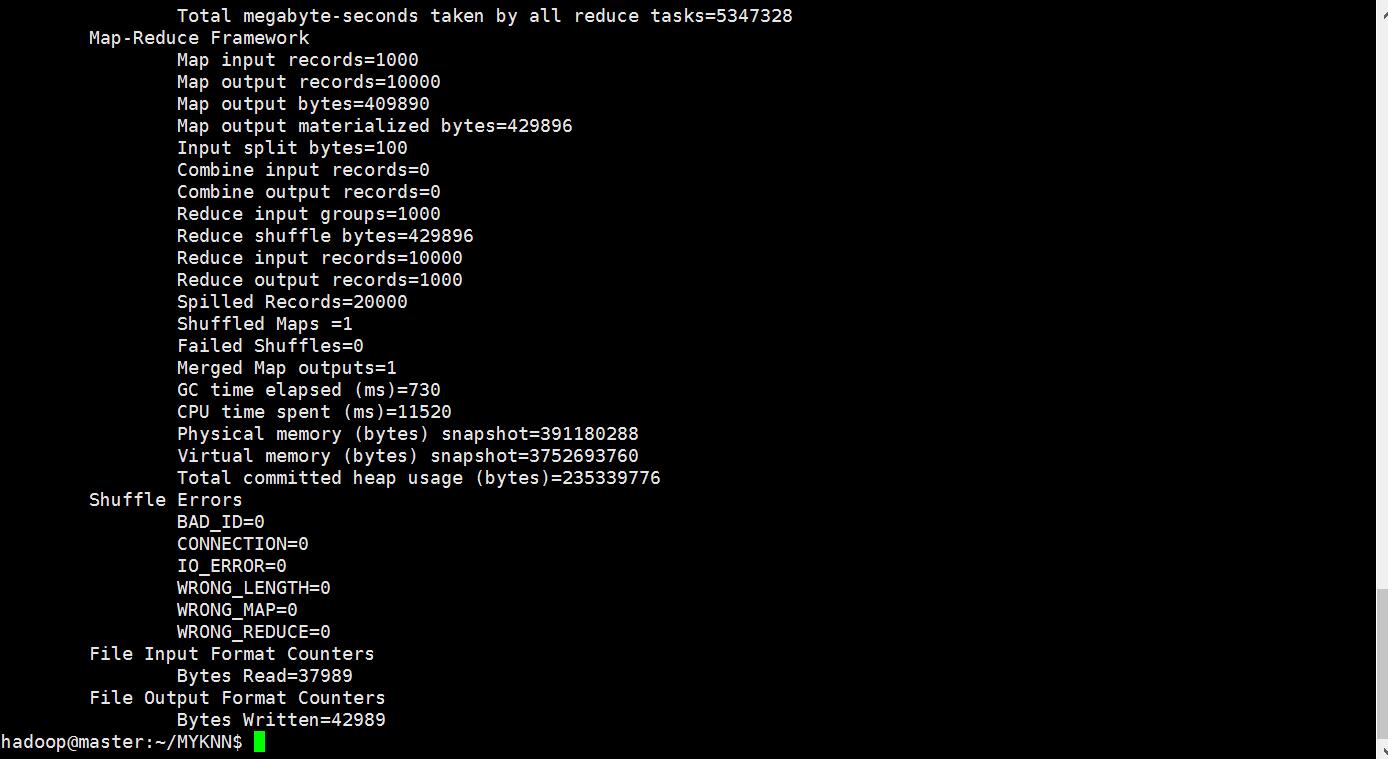 Total megabyte-seconds taken by all reduce tasks=5347328
Map-Reduce Framework
Map input records=1000
Map output records=10000
Map output bytes=409890
Map output materialized bytes=429896
Input split bytes=100
Combine input records=0
Combine output records=0
Reduce input groups=1000
Reduce shuffle bytes=429896
Reduce input records=10000
Reduce output records=1000
Spilled Records=20000
Shuffled Maps =1
Failed Shuffles=0
Merged Map outputs=1
GC time elapsed (ms)=730
CPU time spent (ms)=11520
Physical memory (bytes) snapshot=391180288
Virtual memory (bytes) snapshot=3752693760
Total committed heap usage (bytes)=235339776
Shuffle Errors
BAD_ID=0
CONNECTION=0
IO_ERROR=0
WRONG_LENGTH=0
WRONG_MAP=0
WRONG_REDUCE=0
File Input Format Counters
Bytes Read=37989
File Output Format Counters
Bytes Written=42989
hadoop@master:~/MYKNN$